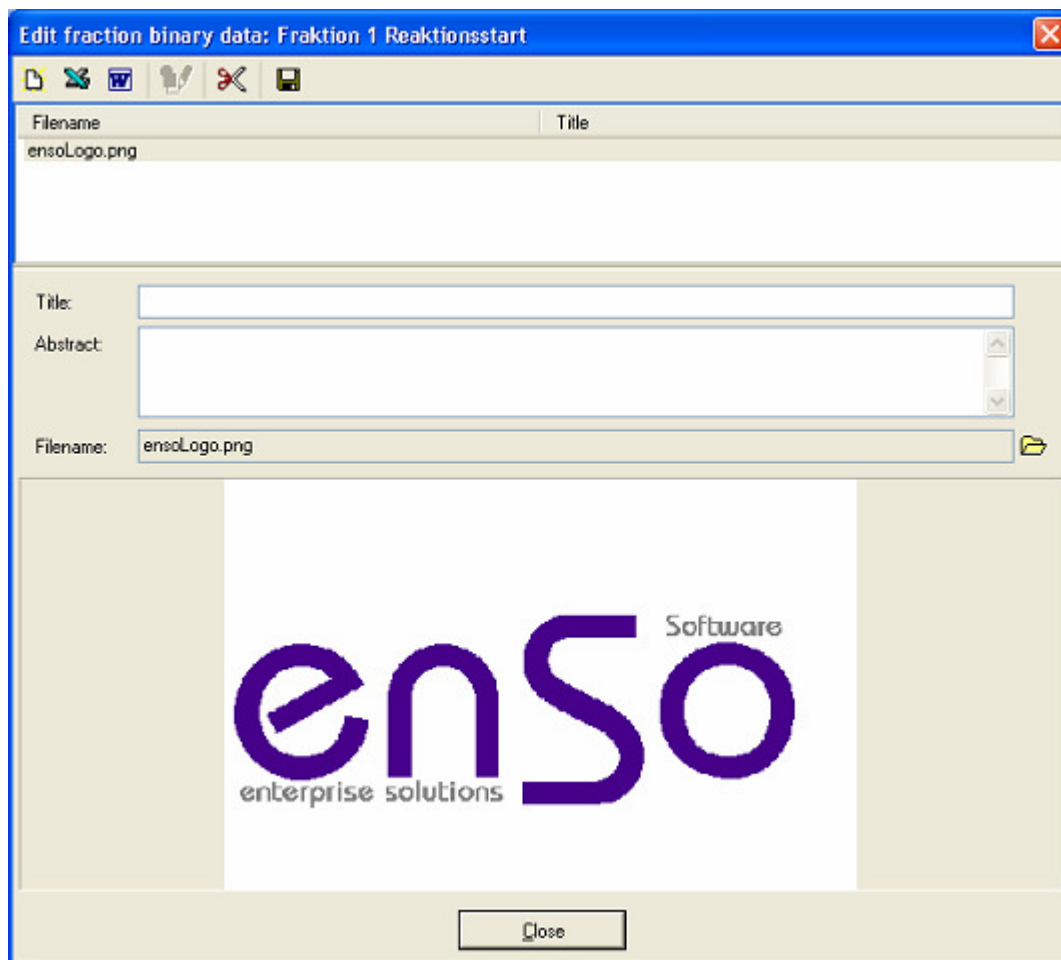 Edit fraction binary data: Fraktion 1 Reaktionsstart
Filename Title
ensoLogo.png
Title:
Abstract:
Filename: ensoLogo.png
Software
enSo
enterprise solutions
Close